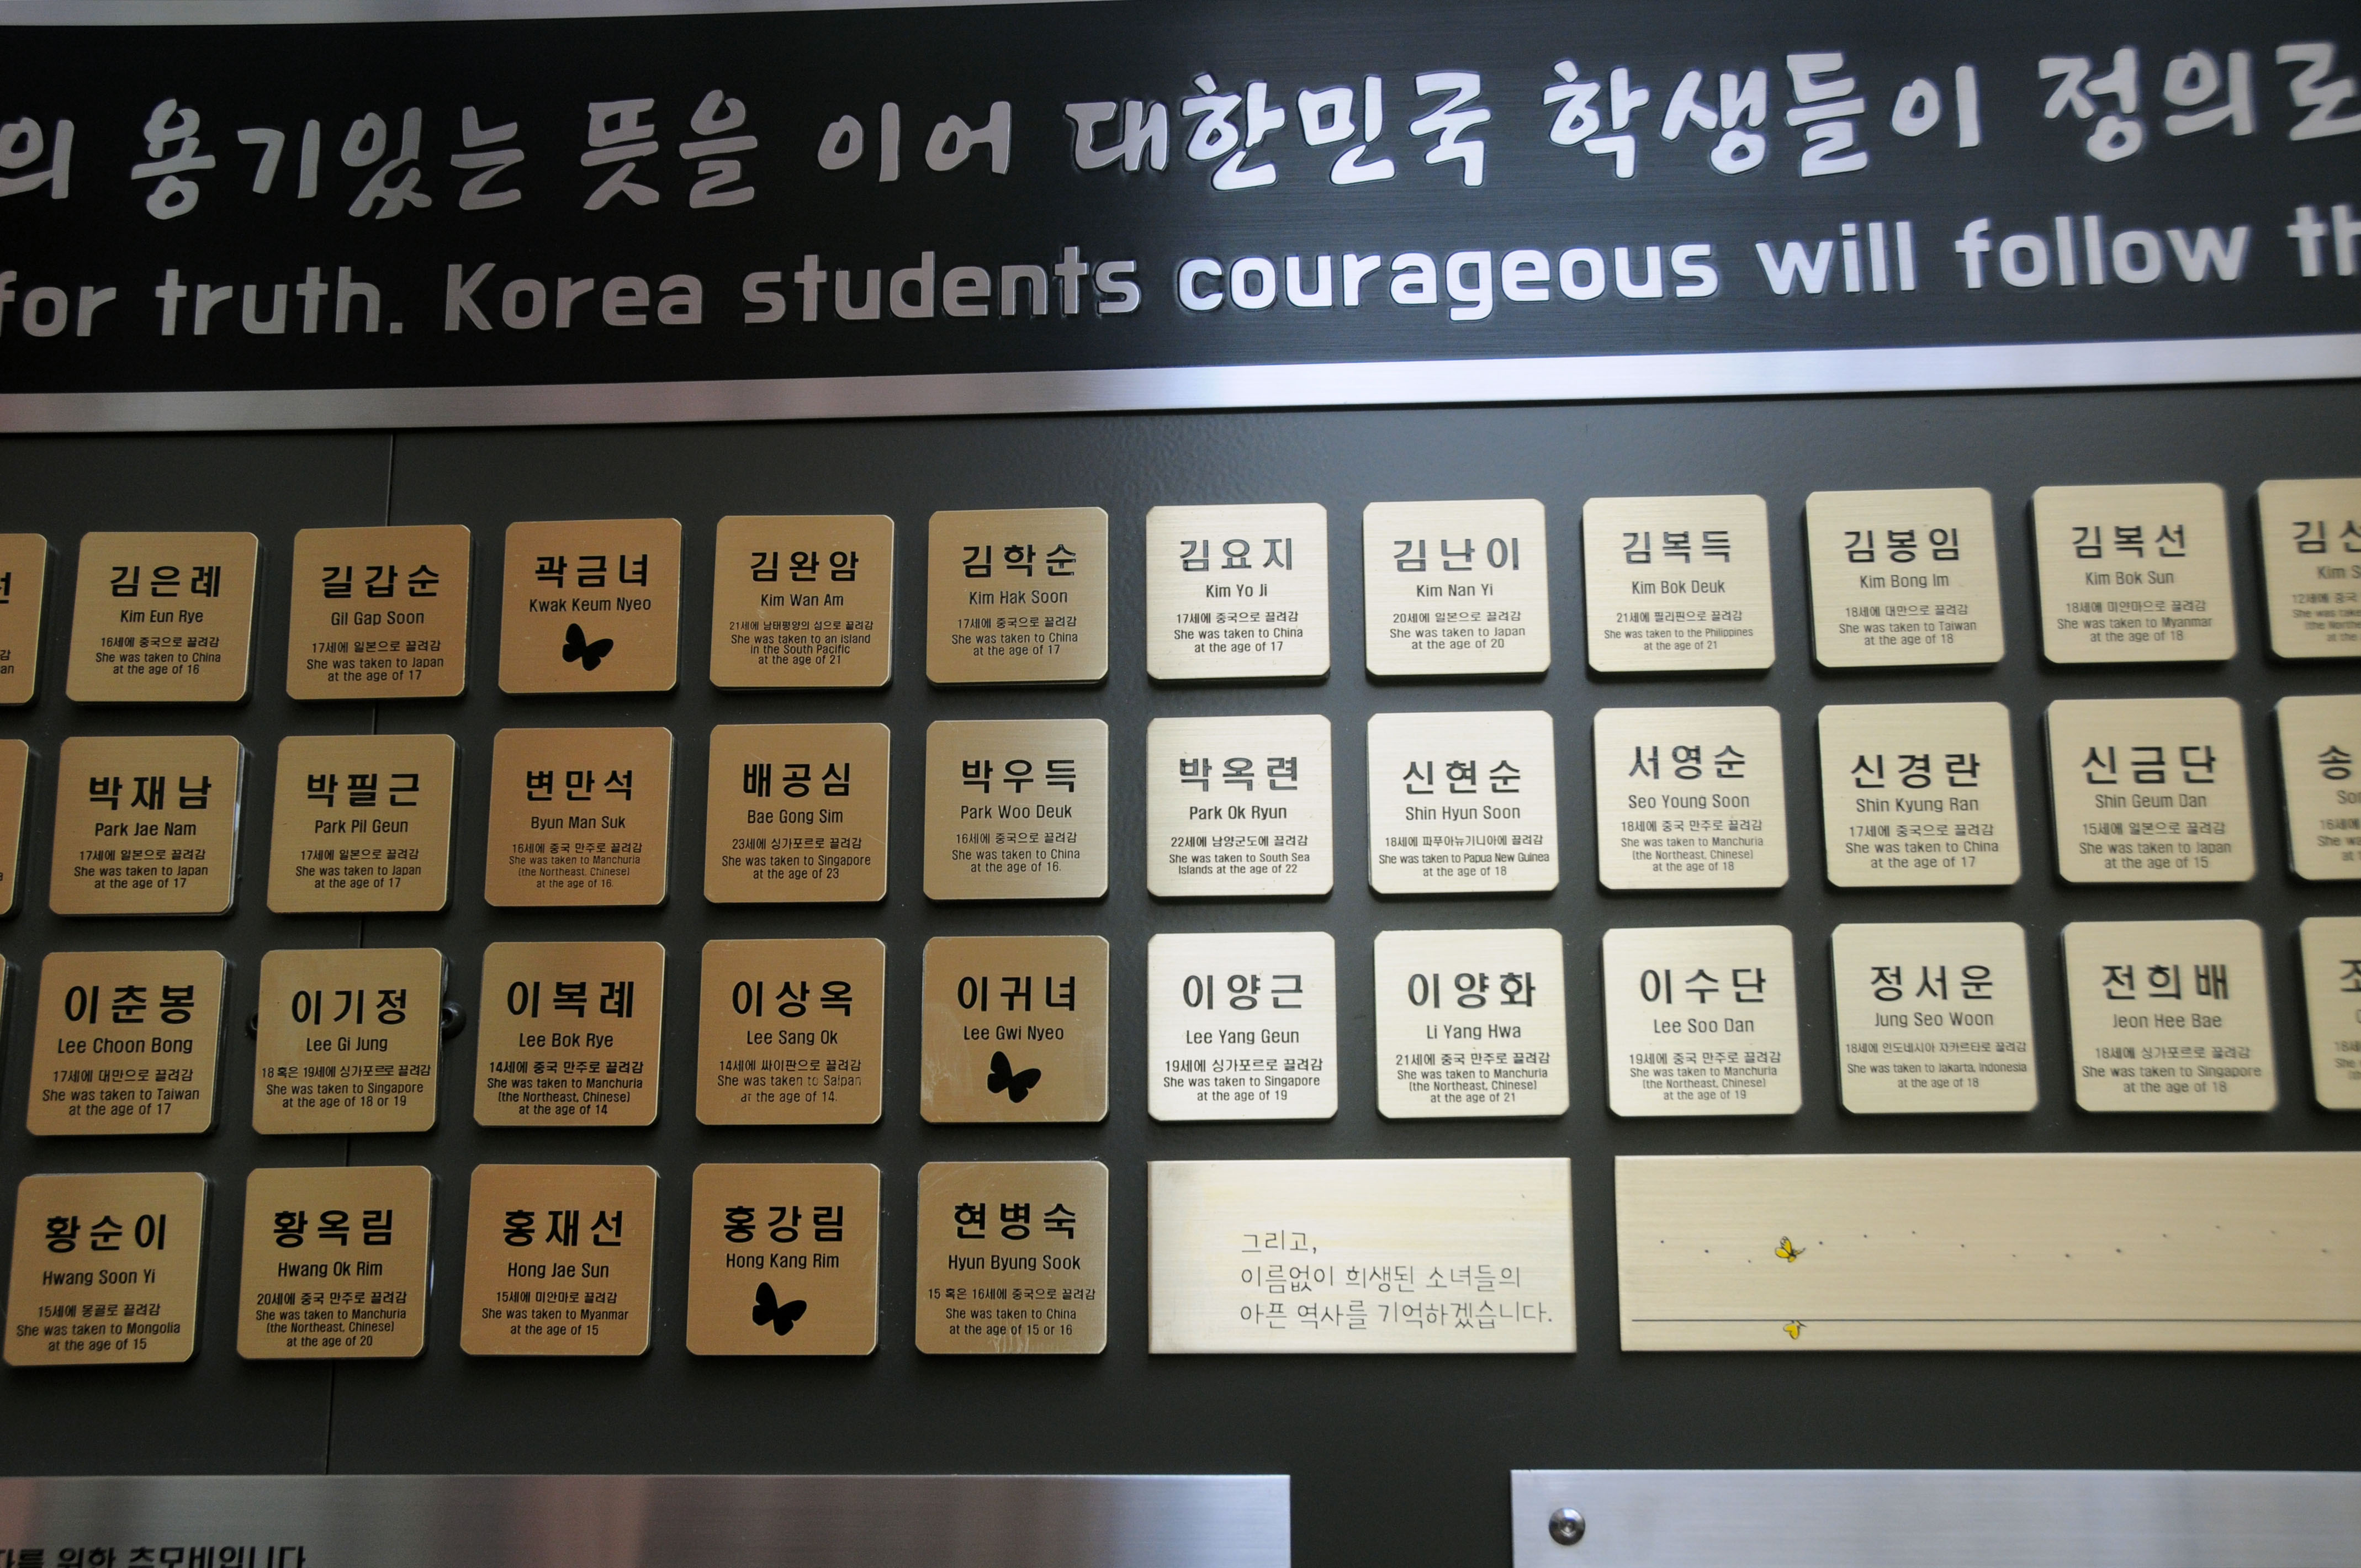 의 용기있는 뜻을 이어 대한민국 학생들이 정의로
for truth. Korea students courageous will follow th
김은례
Kim Eun Rye
16세에 중국으로 끌려감
She was taken to China
at the age of 16
길갑순
Gil Gap Soon
17세에 일본으로 끌려감
She was taken to Japan
at the age of 17
곽금녀
Kwak Keum Nyeo
김완암
Kim Wan Am
21세에 남태평양의 섬으로 끌려감
She was taken to an island
in the South Pacific
at the age of 21
김학순
Kim Hak Soon
17세에 중국으로 끌려감
She was taken to China
at the age of 17
김요지
Kim Yo Ji
17세에 중국으로 끌려감
She was taken to China
at the age of 17
김난이
Kim Nan Yi
20세에 일본으로 끌려감
She was taken to Japan
at the age of 20
김복득
Kim Bok Deuk
21세에 필리핀으로 끌려감
She was taken to the Philippines
at the age of 21
김봉임
Kim Bong Im
18세에 대만으로 끌려감
She was taken to Taiwan
at the age of 18
김복선
Kim Bok Sun
18세에 미얀마로 끌려감
She was taken to Myanmar
at the age of 18
김
Kim S
12세에 중국
She was take
at the
박재남
Park Jae Nam
17세에 일본으로 끌려감
She was taken to Japan
at the age of 17
박필근
Park Pil Geun
17세에 일본으로 끌려감
She was taken to Japan
at the age of 17
변만석
Byun Man Suk
16세에 중국 만주로 끌려감
She was taken to Manchuria
(the Northeast, Chinese)
at the age of 16.
배공심
Bae Gong Sim
23세에 싱가포르로 끌려감
She was taken to Singapore
at the age of 23
박우득
Park Woo Deuk
16세에 중국으로 끌려감
She was taken to China
at the age of 16.
박옥련
Park Ok Ryun
22세에 남양군도에 끌려감
She was taken to South Sea
Islands at the age of 22
신현순
Shin Hyun Soon
18세에 파푸아뉴기니아에 끌려감
She was taken to Papua New Guinea
at the age of 18
서영순
Seo Young Soon
18세에 중국 만주로 끌려감
She was taken to Manchuria
(the Northeast, Chinese)
at the age of 18
신경란
Shin Kyung Ran
17세에 중국으로 끌려감
She was taken to China
at the age of 17
신금단
Shin Geum Dan
15세에 일본으로 끌려감
She was taken to Japan
at the age of 15
송
이춘봉
Lee Choon Bong
17세에 대만으로 끌려감
She was taken to Taiwan
at the age of 17
이기정
Lee Gi Jung
18 혹은 19세에 싱가포르로 끌려감
She was taken to Singapore
at the age of 18 or 19
이복례
Lee Bok Rye
14세에 중국 만주로 끌려감
She was taken to Manchuria
(the Northeast, Chinese)
at the age of 14
이상옥
Lee Sang Ok
14세에 싸이판으로 끌려감
She was taken to Saipan
at the age of 14.
이귀녀
Lee Gwi Nyeo
이양근
Lee Yang Geun
19세에 싱가포르로 끌려감
She was taken to Singapore
at the age of 19
이양화
Li Yang Hwa
21세에 중국 만주로 끌려감
She was taken to Manchuria
(the Northeast, Chinese)
at the age of 21
이수단
Lee Soo Dan
19세에 중국 만주로 끌려감
She was taken to Manchuria
(the Northeast, Chinese)
at the age of 19
정서운
Jung Seo Woon
18세에 인도네시아 자카르타로 끌려감
She was taken to Jakarta, Indonesia
at the age of 18
전희배
Jeon Hee Bae
18세에 싱가포르로 끌려감
She was taken to Singapore
at the age of 18
황순이
Hwang Soon Yi
15세에 몽골로 끌려감
She was taken to Mongolia
at the age of 15
황옥림
Hwang Ok Rim
20세에 중국 만주로 끌려감
She was taken to Manchuria
(the Northeast, Chinese)
at the age of 20
홍재선
Hong Jae Sun
15세에 미얀마로 끌려감
She was taken to Myanmar
at the age of 15
홍강림
Hong Kang Rim
현병숙
Hyun Byung Sook
15 혹은 16세에 중국으로 끌려감
She was taken to China
at the age of 15 or 16
그리고,
이름없이 희생된 소녀들의
아픈 역사를 기억하겠습니다.
자를 위한 추모비입니다